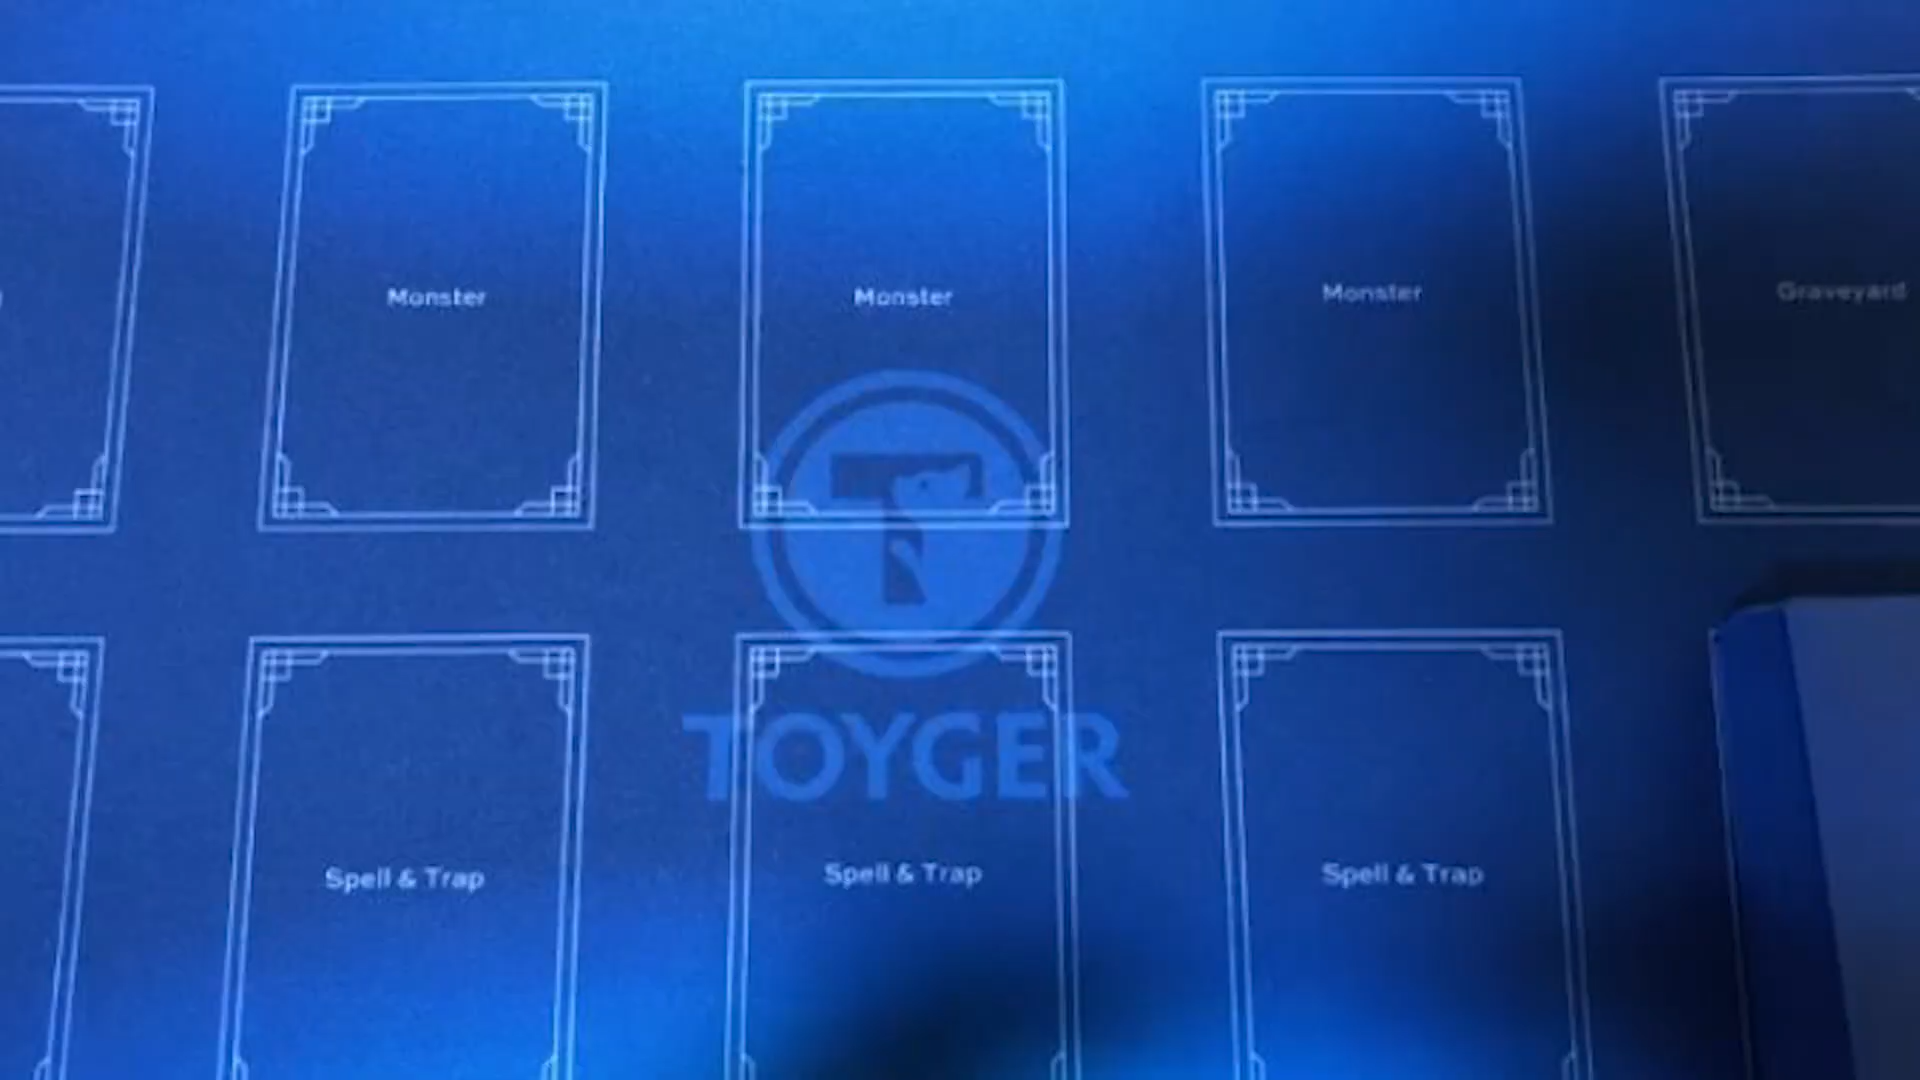 Monster
Monster
Monster
Graveyard
TOYGER
Spell & Trap
Spell & Trap
Spell & Trap